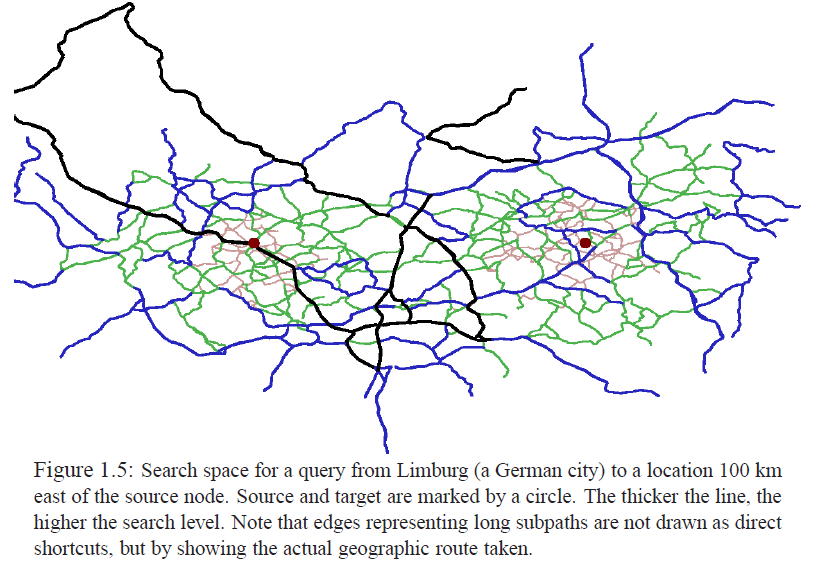 Figure 1.5: Search space for a query from Limburg (a German city) to a location 100 km
east of the source node. Source and target are marked by a circle. The thicker the line, the
higher the search level. Note that edges representing long subpaths are not drawn as direct
shortcuts, but by showing the actual geographic route taken.